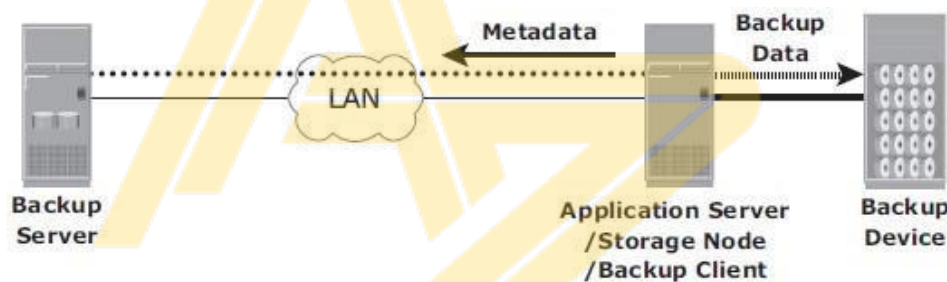 Metadata
Backup
Data
LAN
Backup
Server
Application Server
/Storage Node
/Backup Client
Backup
Device